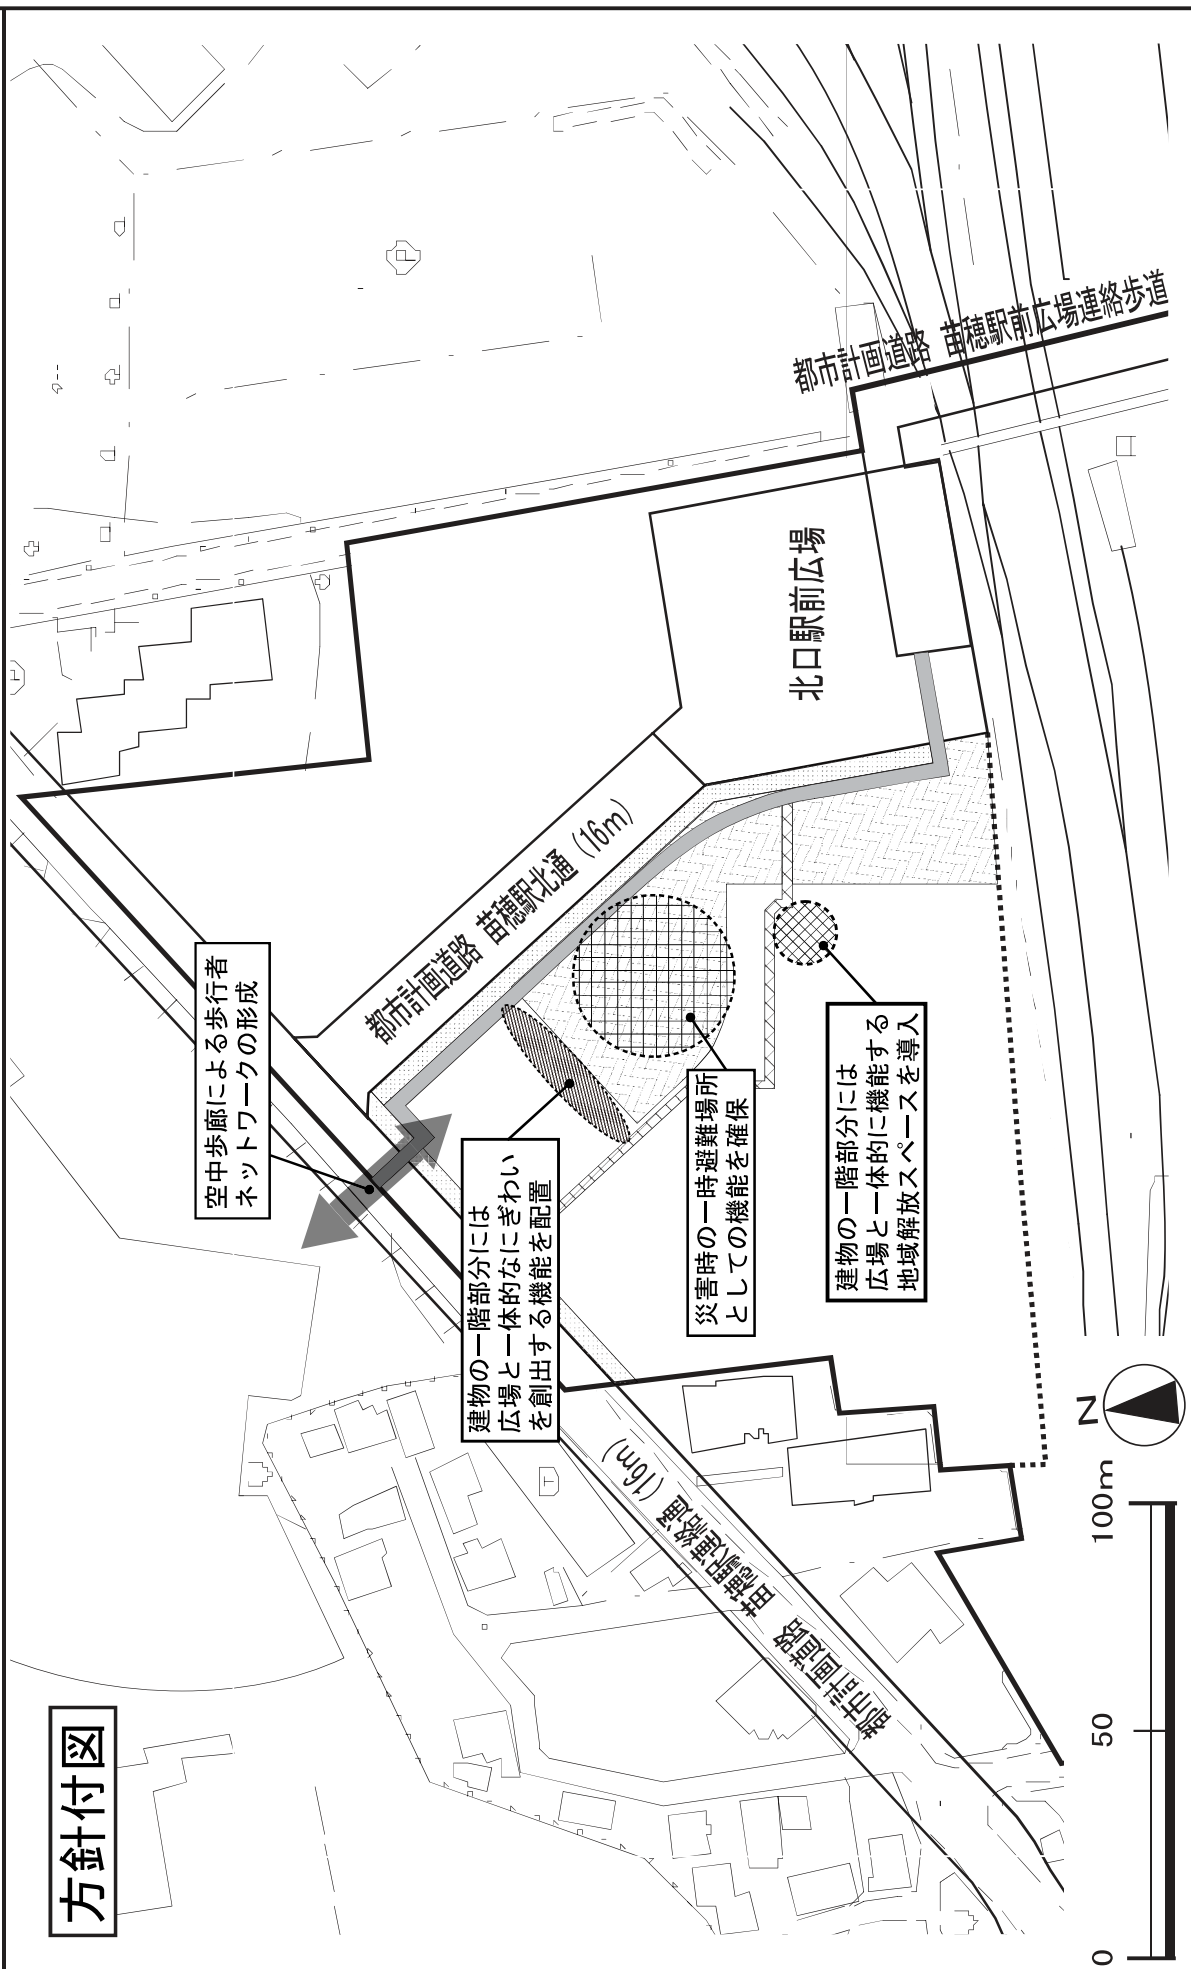 方針付図
空中歩廊による歩行者
ネットワークの形成
都市計画道路 苗穂駅北通（16m）
北口駅前広場
都市計画道路 苗穂駅前広場連絡歩道
建物の一階部分には
広場と一体的なにぎわい
を創出する機能を配置
災害時の一時避難場所
としての機能を確保
建物の一階部分には
広場と一体的に機能する
地域解放スペースを導入
都市計画道路 苗穂駅連絡通（16m）
N
0
50
100m